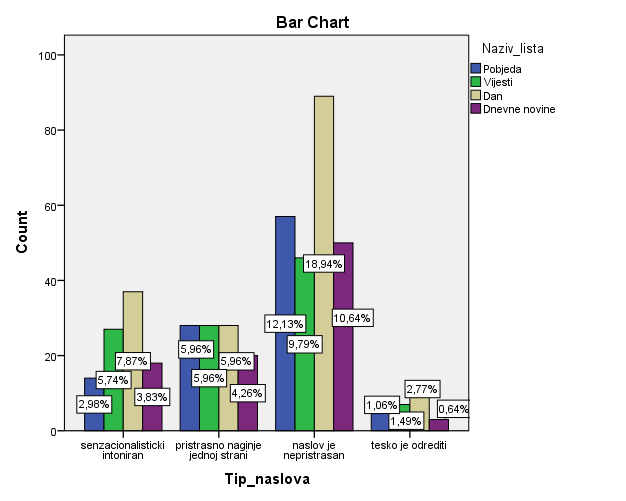 Bar Chart
Naziv_lista
Pobjeda
Vijesti
Dan
Dnevne novine
Count
100
80
60
40
20
0
2,98%
5,74%
7,87%
3,83%
5,96%
5,96%
5,96%
4,26%
12,13%
9,79%
18,94%
10,64%
1,06%
1,49%
2,77%
0,64%
senzacionalisticki
intoniran
pristrasno naginje
jednoj strani
naslov je
nepristrasan
tesko je odrediti
Tip_naslova